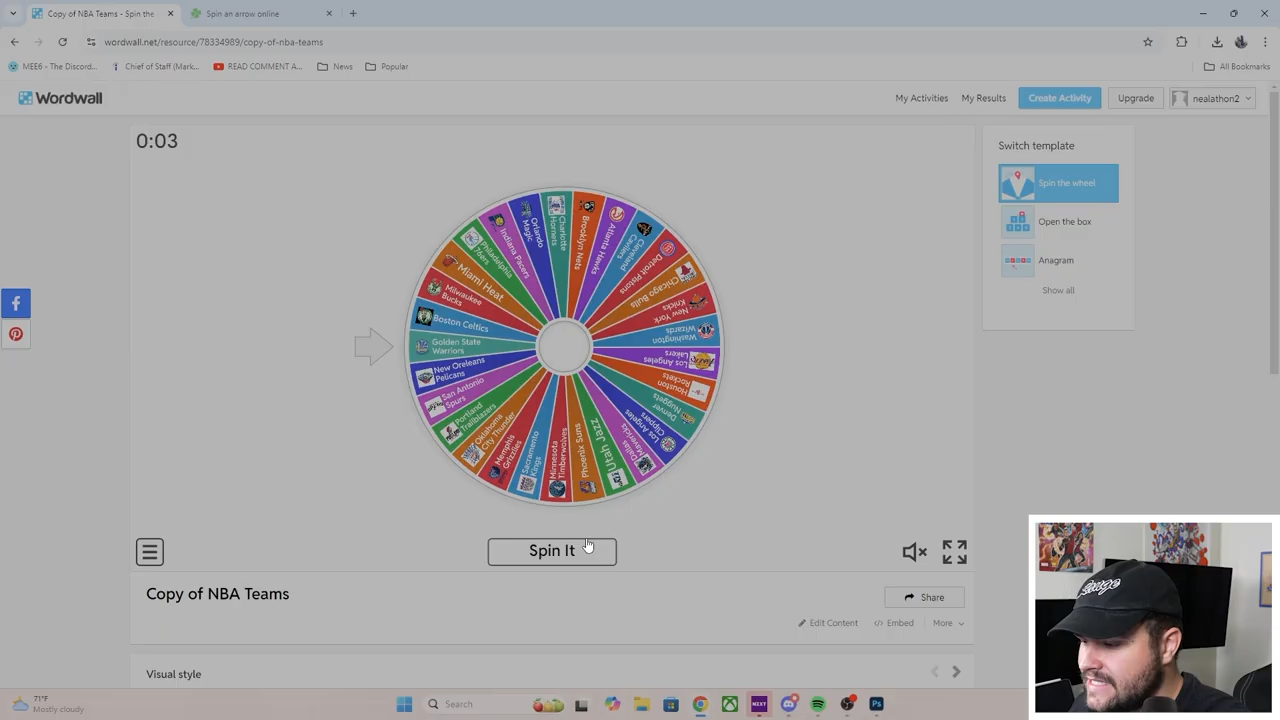 Copy of NBA Teams - Spin the
Spin an arrow online
wordwall.net/resource/78334989/copy-of-nba-teams
MEE6 - The Discord...
Chief of Staff (Mark...
READ COMMENT A...
News
Popular
All Bookmarks
Wordwall
My Activities
My Results
Create Activity
Upgrade
nealathon2
0:03
Switch template
Spin the wheel
Open the box
Anagram
Show all
Charlotte
Hornets
Brooklyn Nets
Atlanta Hawks
Cleveland
Cavliers
Detroit Pistons
Chicago Bulls
New York
Knicks
Washington
Wizards
Los Angeles
Lakers
Houston
Rockets
Denver
Nuggets
Los Angeles
Clippers
Dallas
Mavericks
Utah Jazz
Phoenix Suns
Minnesota
Timberwolves
Sacramento
Kings
Memphis
Grizzlies
Oklahoma
City Thunder
Portland
Trailblazers
San Antonio
Spurs
New Orleans
Pelicans
Golden State
Warriors
Boston Celtics
Milwaukee
Bucks
Miami Heat
Philadelphia
76ers
Indiana Pacers
Orlando
Magic
Spin It
Copy of NBA Teams
Share
Edit Content
Embed
More
Visual style
71°F
Mostly cloudy
Search